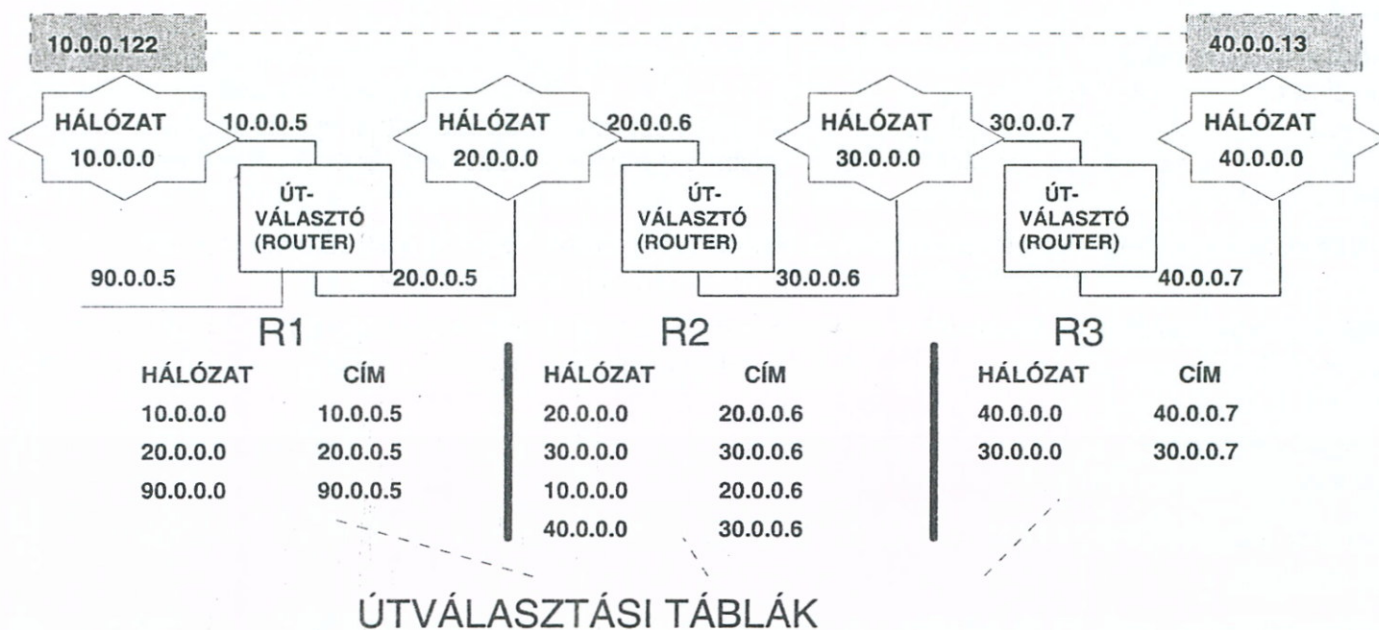 10.0.0.122
40.0.0.13
HÁLÓZAT
10.0.0.0
10.0.0.5
HÁLÓZAT
20.0.0.0
20.0.0.6
HÁLÓZAT
30.0.0.0
30.0.0.7
HÁLÓZAT
40.0.0.0
ÚT-
VÁLASZTÓ
(ROUTER)
ÚT-
VÁLASZTÓ
(ROUTER)
ÚT-
VÁLASZTÓ
(ROUTER)
90.0.0.5
20.0.0.5
30.0.0.6
40.0.0.7
R1
R2
R3
HÁLÓZAT CÍM
10.0.0.0 10.0.0.5
20.0.0.0 20.0.0.5
90.0.0.0 90.0.0.5
HÁLÓZAT CÍM
20.0.0.0 20.0.0.6
30.0.0.0 30.0.0.6
10.0.0.0 20.0.0.6
40.0.0.0 30.0.0.6
HÁLÓZAT CÍM
40.0.0.0 40.0.0.7
30.0.0.0 30.0.0.7
ÚTVÁLASZTÁSI TÁBLÁK